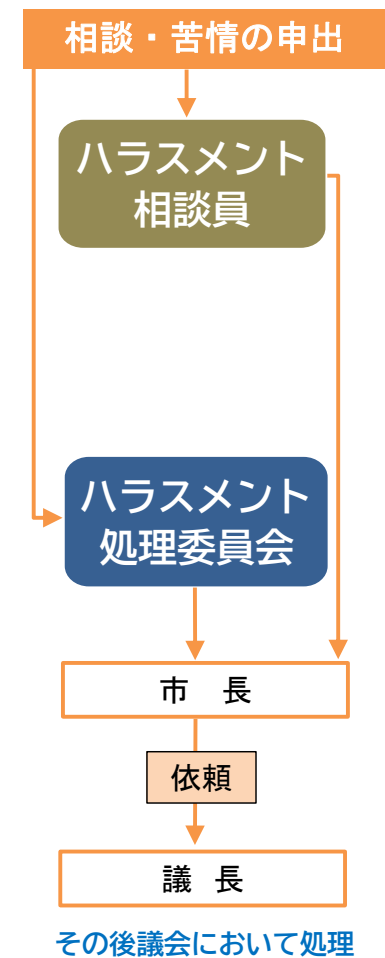 相談・苦情の申出
ハラスメント
相談員
ハラスメント
処理委員会
市　長
依頼
議 長
その後議会において処理